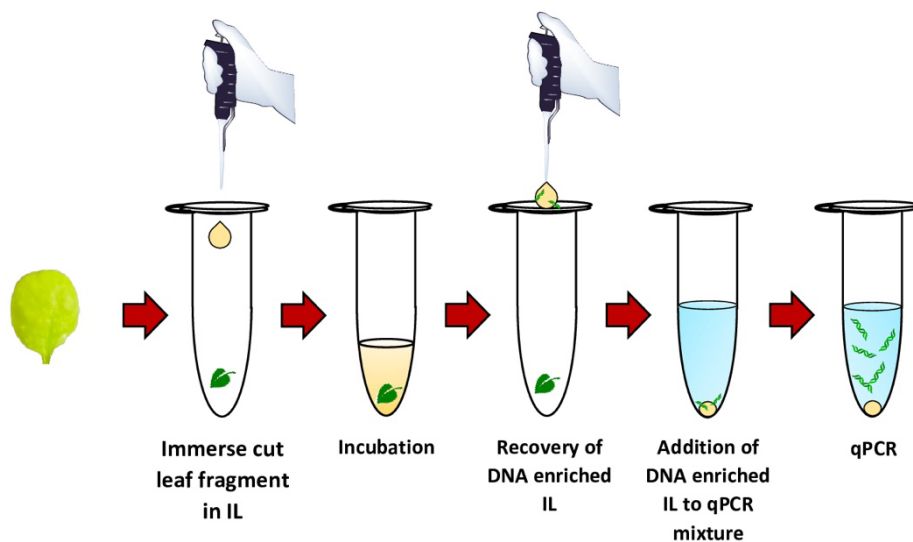 Immerse cut
leaf fragment
in IL
Incubation
Recovery of
DNA enriched
IL
Addition of
DNA enriched
IL to qPCR
mixture
qPCR